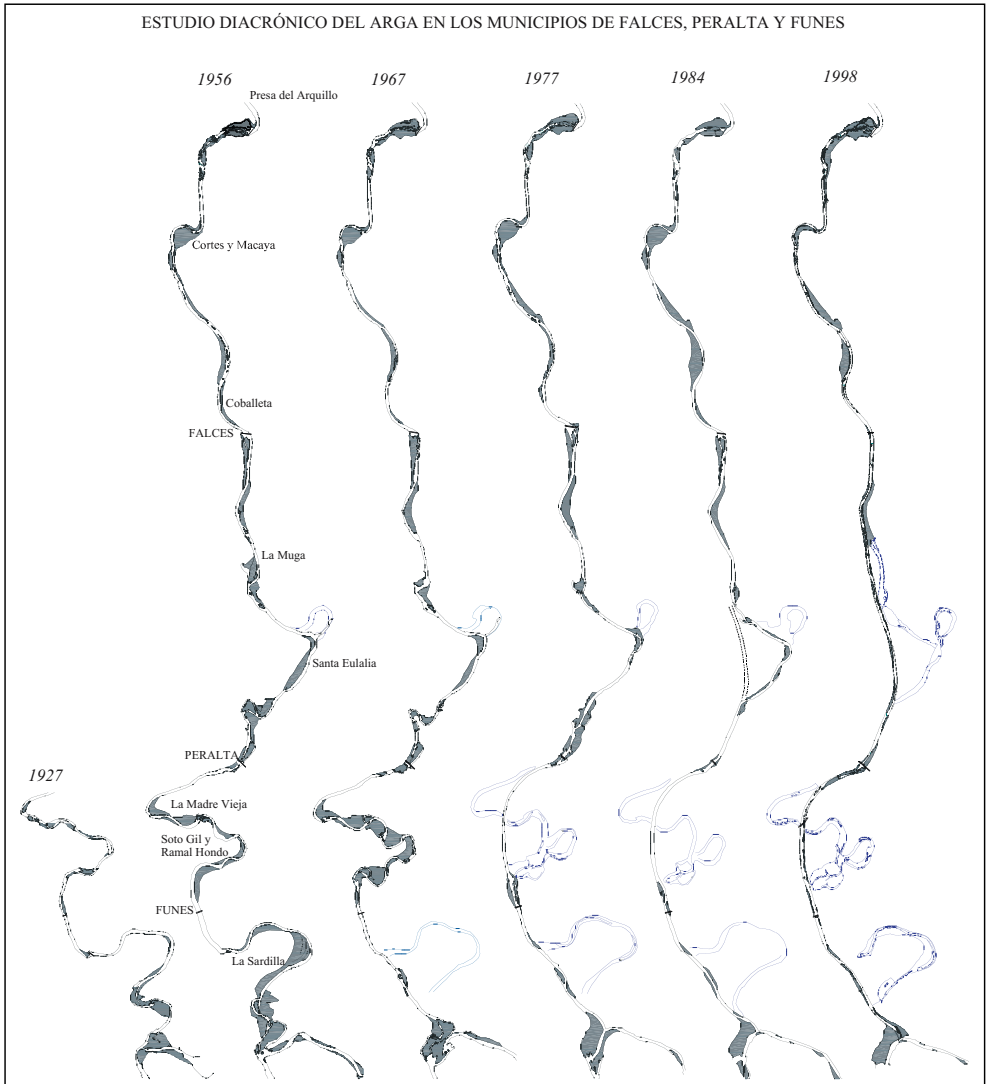 ESTUDIO DIACRÓNICO DEL ARGA EN LOS MUNICIPIOS DE FALCES, PERALTA Y FUNES
1956
1967
1977
1984
1998
Presa del Arquillo
Cortes y Macaya
Coballeta
FALCES
La Muga
Santa Eulalia
PERALTA
1927
La Madre Vieja
Soto Gil y
Ramal Hondo
FUNES
La Sardilla